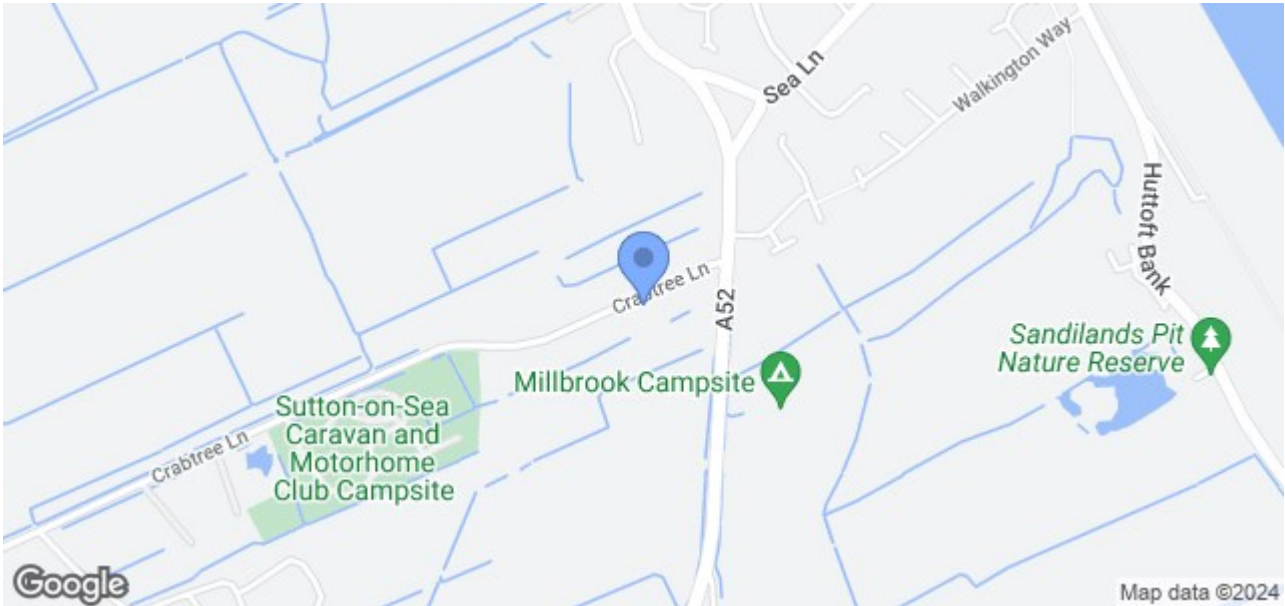 Sea Ln
Walkington Way
Huttoft Bank
Crabtree Ln
A52
Sandilands Pit
Nature Reserve
Millbrook Campsite
Sutton-on-Sea
Caravan and
Motorhome
Club Campsite
Crabtree Ln
Google
Map data ©2024